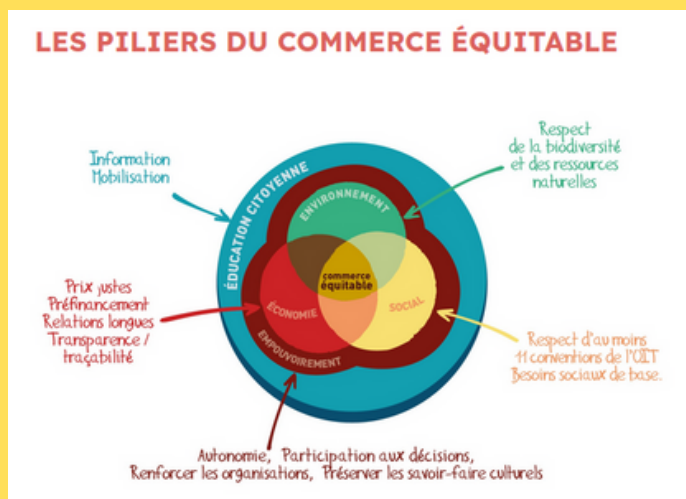 LES PILIERS DU COMMERCE ÉQUITABLE
Information
Mobilisation
Respect
de la biodiversité
et des ressources
naturelles
ÉDUCATION CITOYENNE
ENVIRONNEMENT
commerce
équitable
ÉCONOMIE
SOCIAL
EMPOUVOIREMENT
Prix justes
Préfinancement
Relations longues
Transparence /
traçabilité
Respect d'au moins
11 conventions de l'OIT
Besoins sociaux de base.
Autonomie, Participation aux décisions,
Renforcer les organisations, Préserver les savoir-faire culturels